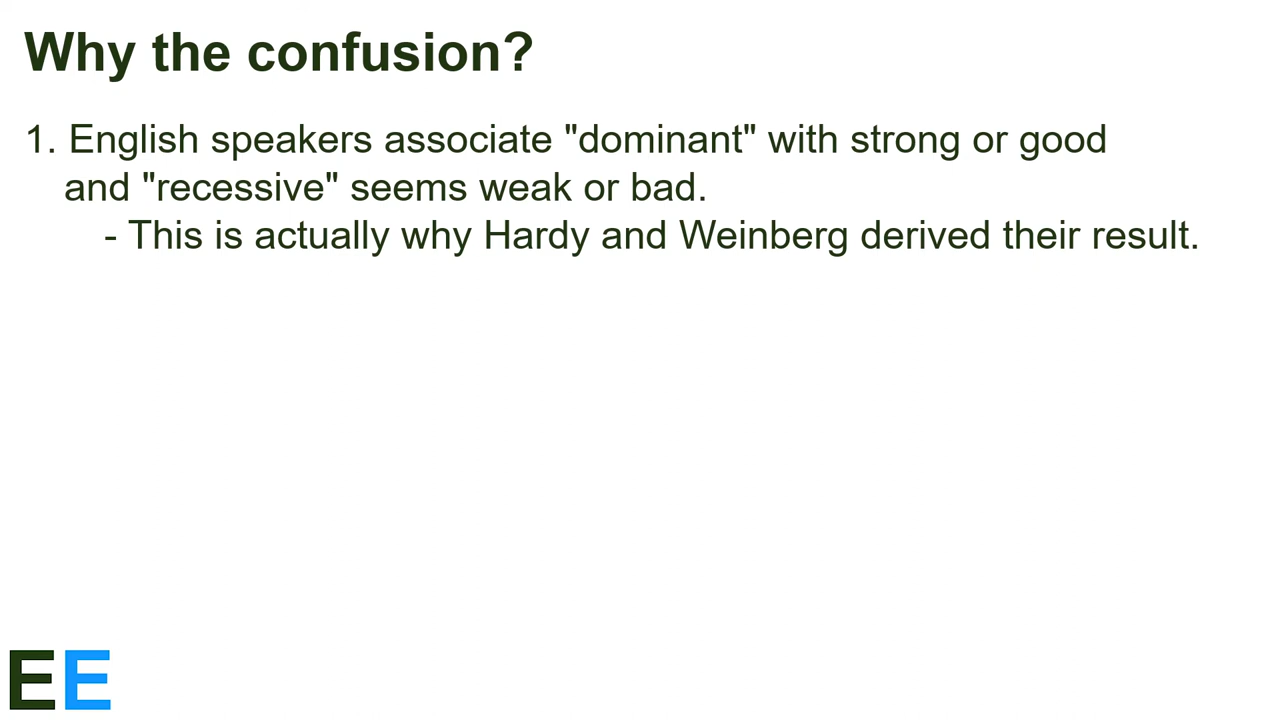 Why the confusion?
1. English speakers associate "dominant" with strong or good
and "recessive" seems weak or bad.
- This is actually why Hardy and Weinberg derived their result.
EE